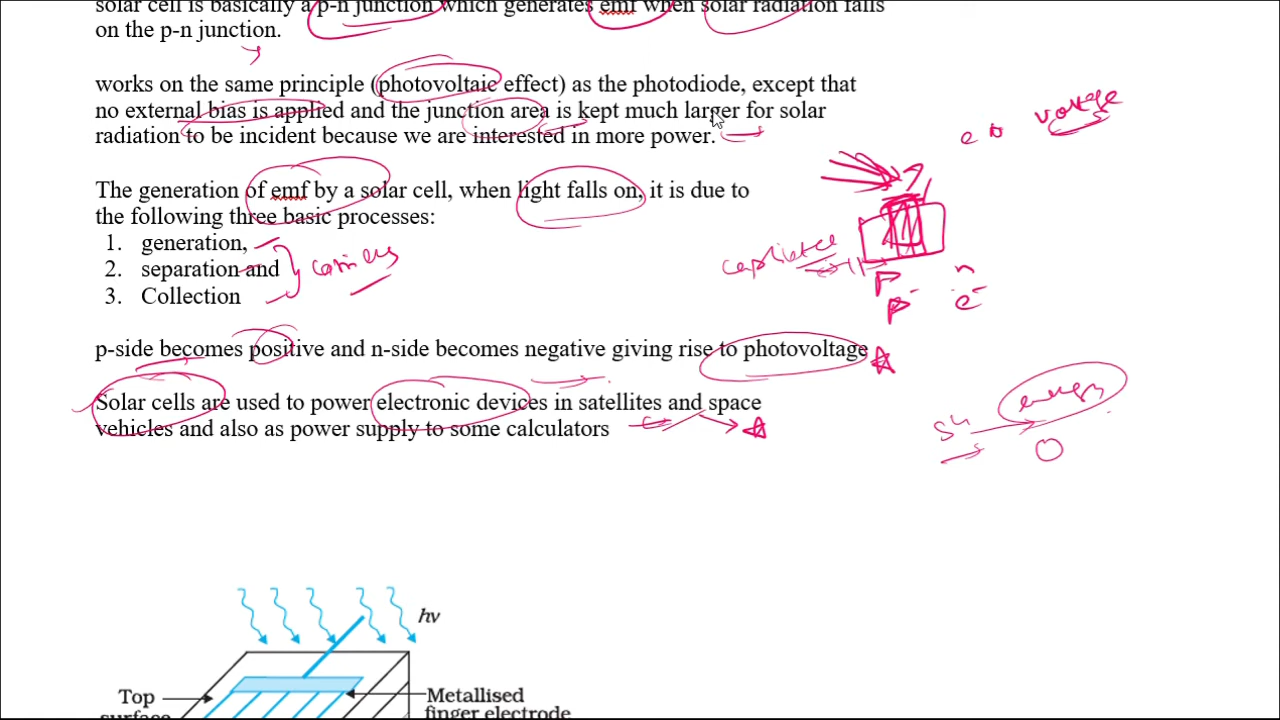 solar cell is basically a p-n junction which generates emf when solar radiation falls
on the p-n junction.
works on the same principle (photovoltaic effect) as the photodiode, except that
no external bias is applied and the junction area is kept much larger for solar
radiation to be incident because we are interested in more power.
voltage
The generation of emf by a solar cell, when light falls on, it is due to
the following three basic processes:
1. generation,
2. separation and
3. Collection
carriers
p n
e-
p-side becomes positive and n-side becomes negative giving rise to photovoltage
Solar cells are used to power electronic devices in satellites and space
vehicles and also as power supply to some calculators
energy
hν
Top
surface
Metallised
finger electrode